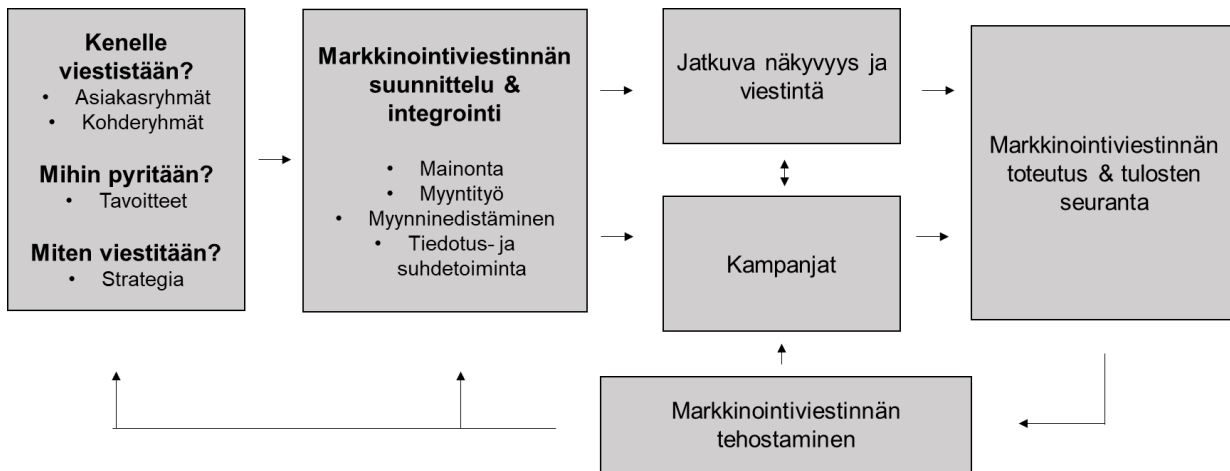 Kenelle
viestistään?
• Asiakasryhmät
• Kohderyhmät
Mihin pyritään?
• Tavoitteet
Miten viestitään?
• Strategia
Markkinointiviestinnän
suunnittelu &
integrointi
• Mainonta
• Myyntityö
• Myynninedistäminen
• Tiedotus- ja
suhdetoiminta
Jatkuva näkyvyys ja
viestintä
Kampanjat
Markkinointiviestinnän
toteutus & tulosten
seuranta
Markkinointiviestinnän
tehostaminen